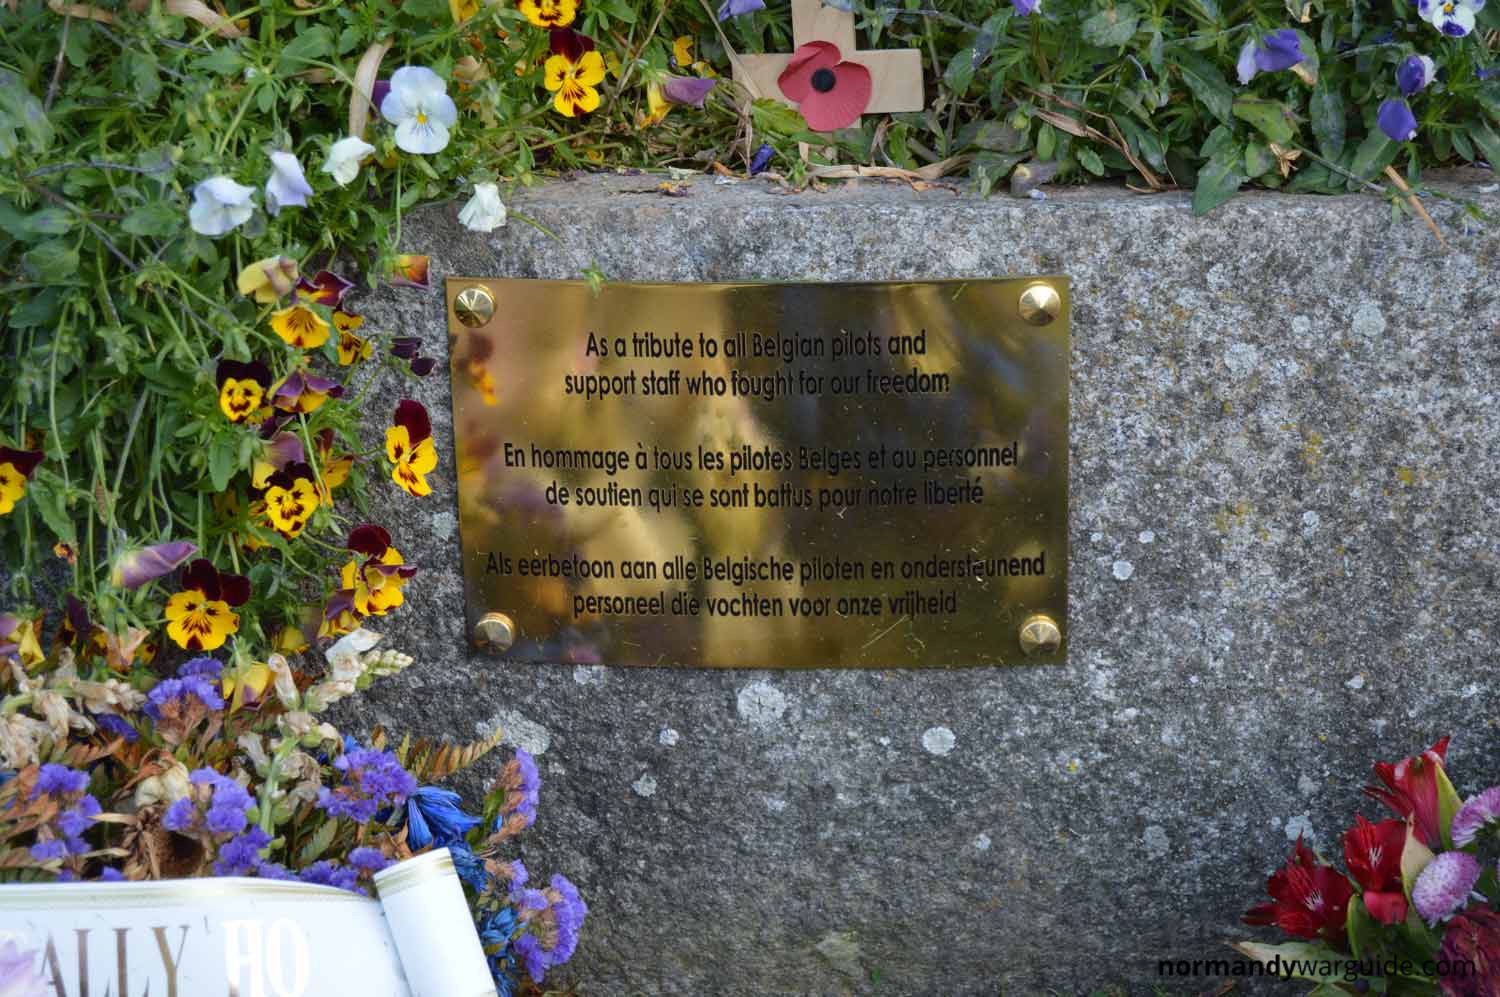 As a tribute to all Belgian pilots and
support staff who fought for our freedom
En hommage à tous les pilotes Belges et au personnel
de soutien qui se sont battus pour notre liberté
Als eerbetoon aan alle Belgische piloten en ondersteunend
personeel die vochten voor onze vrijheid
ALLY HO
normandywarguide.com